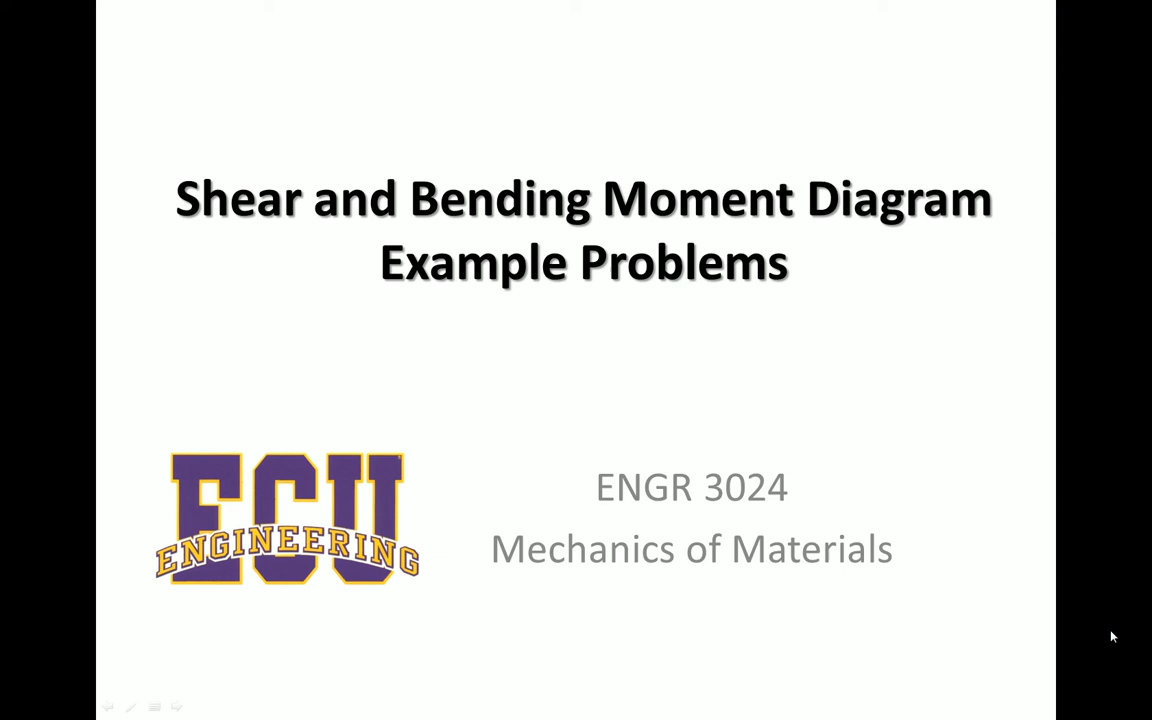 Shear and Bending Moment Diagram
Example Problems
ECU
ENGINEERING
ENGR 3024
Mechanics of Materials